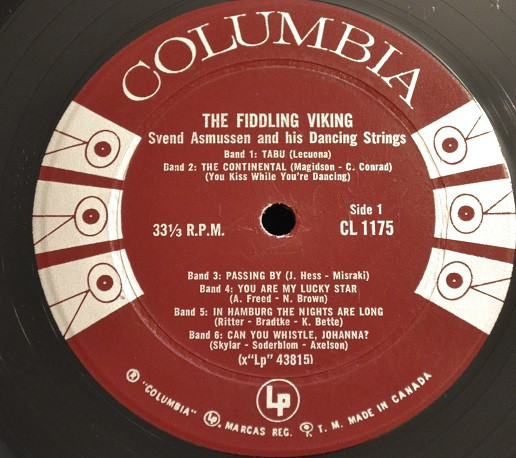 COLUMBIA
THE FIDDLING VIKING
Svend Asmussen and his Dancing Strings
Band 1: TABU (Lecuona)
Band 2: THE CONTINENTAL (Magidson - C. Conrad)
(You Kiss While You're Dancing)
33⅓ R.P.M.
Side 1
CL 1175
Band 3: PASSING BY (J. Hess - Misraki)
Band 4: YOU ARE MY LUCKY STAR
(A. Freed - N. Brown)
Band 5: IN HAMBURG THE NIGHTS ARE LONG
(Ritter - Bradtke - K. Bette)
Band 6: CAN YOU WHISTLE, JOHANNA?
(Skylar - Soderblom - Axelson)
(x"Lp" 43815)
Lp
® "COLUMBIA" MARCAS REG. T. M. MADE IN CANADA